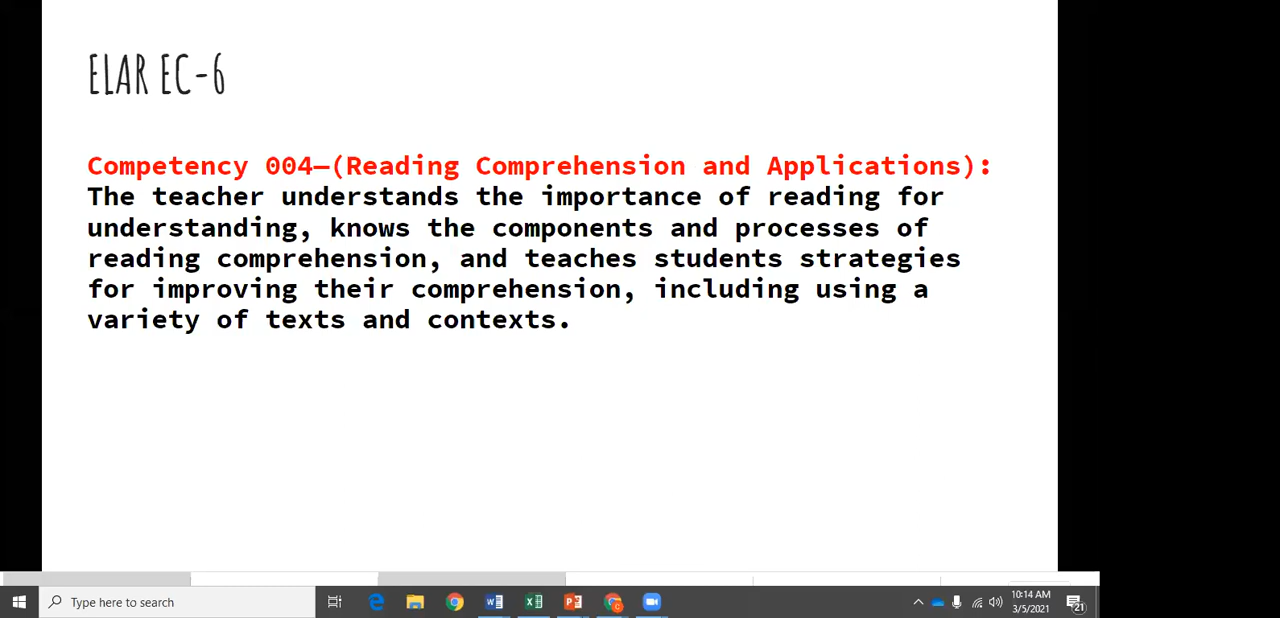 ELAR EC-6
Competency 004—(Reading Comprehension and Applications):
The teacher understands the importance of reading for
understanding, knows the components and processes of
reading comprehension, and teaches students strategies
for improving their comprehension, including using a
variety of texts and contexts.
Type here to search
10:14 AM
3/5/2021
21